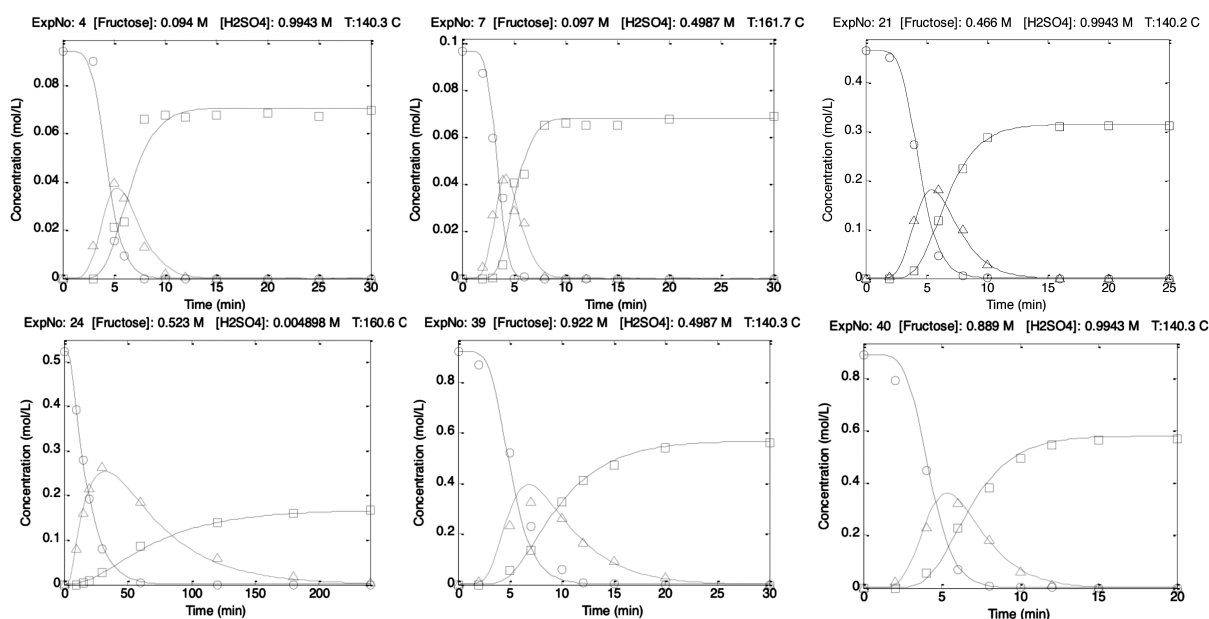 ExpNo: 4 [Fructose]: 0.094 M [H2SO4]: 0.9943 M T:140.3 C
Concentration (mol/L)
0.08
0.06
0.04
0.02
0
0 5 10 15 20 25 30
Time (min)
ExpNo: 7 [Fructose]: 0.097 M [H2SO4]: 0.4987 M T:161.7 C
Concentration (mol/L)
0.1
0.08
0.06
0.04
0.02
0
0 5 10 15 20 25 30
Time (min)
ExpNo: 21 [Fructose]: 0.466 M [H2SO4]: 0.9943 M T:140.2 C
Concentration (mol/L)
0.4
0.3
0.2
0.1
0
0 5 10 15 20 25
Time (min)
ExpNo: 24 [Fructose]: 0.523 M [H2SO4]: 0.004898 M T:160.6 C
Concentration (mol/L)
0.5
0.4
0.3
0.2
0.1
0
0 50 100 150 200
Time (min)
ExpNo: 39 [Fructose]: 0.922 M [H2SO4]: 0.4987 M T:140.3 C
Concentration (mol/L)
0.8
0.6
0.4
0.2
0
0 5 10 15 20 25 30
Time (min)
ExpNo: 40 [Fructose]: 0.889 M [H2SO4]: 0.9943 M T:140.3 C
Concentration (mol/L)
0.8
0.6
0.4
0.2
0
0 5 10 15 20
Time (min)